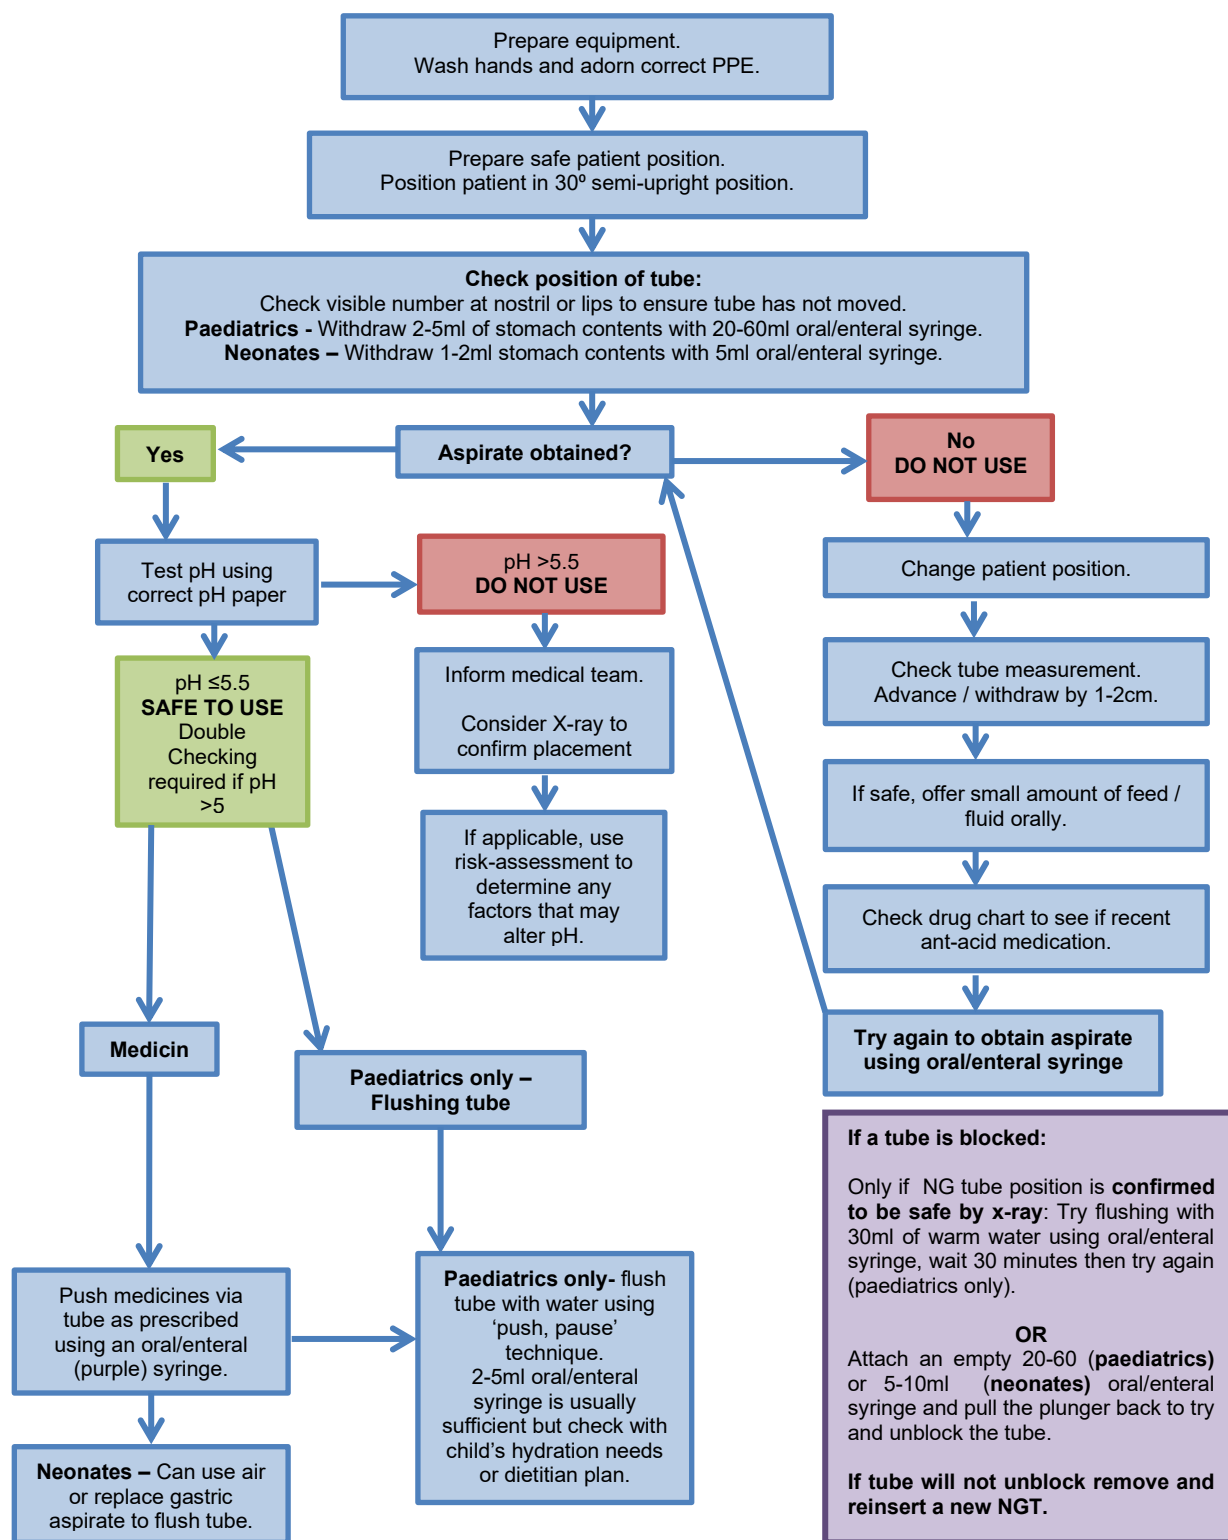 Prepare equipment.
Wash hands and adorn correct PPE.
Prepare safe patient position.
Position patient in 30º semi-upright position.
Check position of tube:
Check visible number at nostril or lips to ensure tube has not moved.
Paediatrics - Withdraw 2-5ml of stomach contents with 20-60ml oral/enteral syringe.
Neonates – Withdraw 1-2ml stomach contents with 5ml oral/enteral syringe.
Aspirate obtained?
Yes
No
DO NOT USE
Test pH using
correct pH paper
pH >5.5
DO NOT USE
Change patient position.
pH ≤5.5
SAFE TO USE
Double
Checking
required if pH
>5
Inform medical team.
Consider X-ray to
confirm placement
Check tube measurement.
Advance / withdraw by 1-2cm.
If applicable, use
risk-assessment to
determine any
factors that may
alter pH.
If safe, offer small amount of feed /
fluid orally.
Check drug chart to see if recent
ant-acid medication.
Try again to obtain aspirate
using oral/enteral syringe
Medicin
Paediatrics only –
Flushing tube
Push medicines via
tube as prescribed
using an oral/enteral
(purple) syringe.
Paediatrics only- flush
tube with water using
‘push, pause’
technique.
2-5ml oral/enteral
syringe is usually
sufficient but check with
child’s hydration needs
or dietitian plan.
Neonates – Can use air
or replace gastric
aspirate to flush tube.
If a tube is blocked:
Only if NG tube position is confirmed
to be safe by x-ray: Try flushing with
30ml of warm water using oral/enteral
syringe, wait 30 minutes then try again
(paediatrics only).
OR
Attach an empty 20-60 (paediatrics)
or 5-10ml (neonates) oral/enteral
syringe and pull the plunger back to try
and unblock the tube.
If tube will not unblock remove and
reinsert a new NGT.